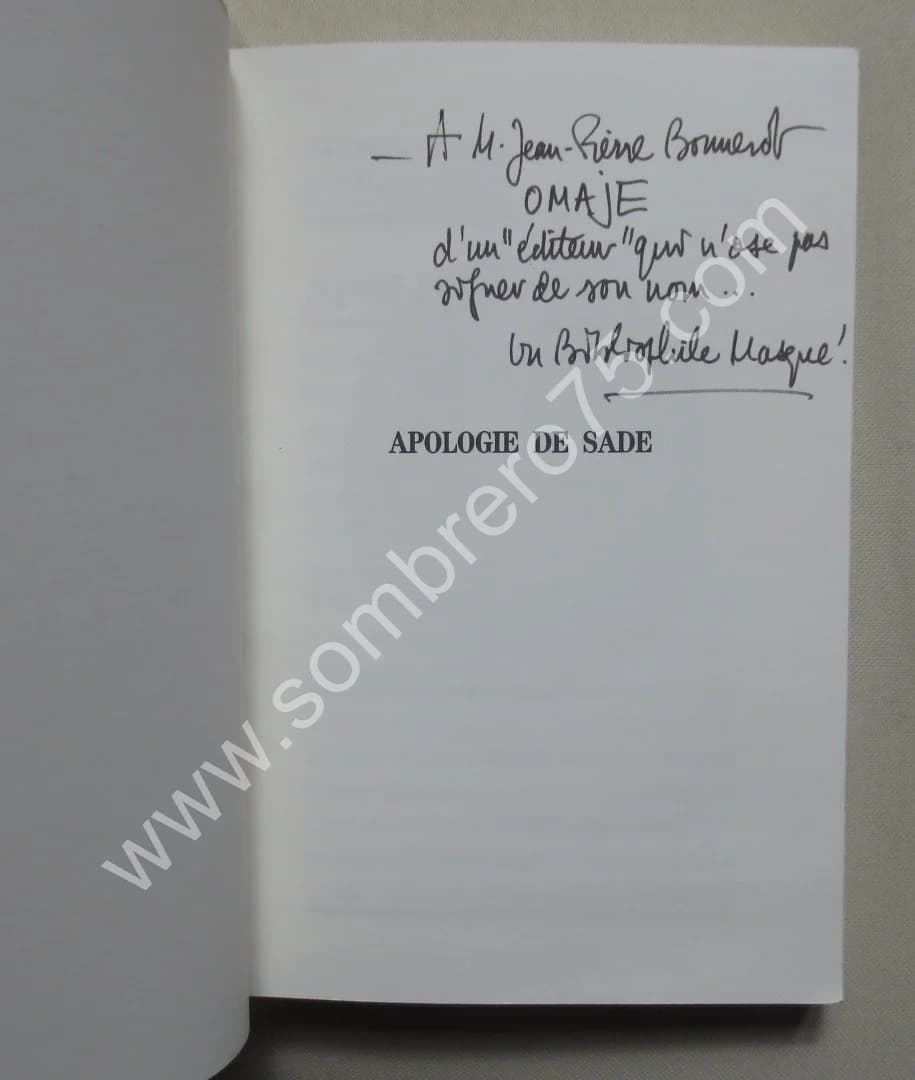 — A M. Jean-Pierre Bonnerot
OMAJE
d'un "éditeur" qui n'ose pas
signer de son nom...
Un Bibliophile Masqué !
APOLOGIE DE SADE
www.sombrero75.com